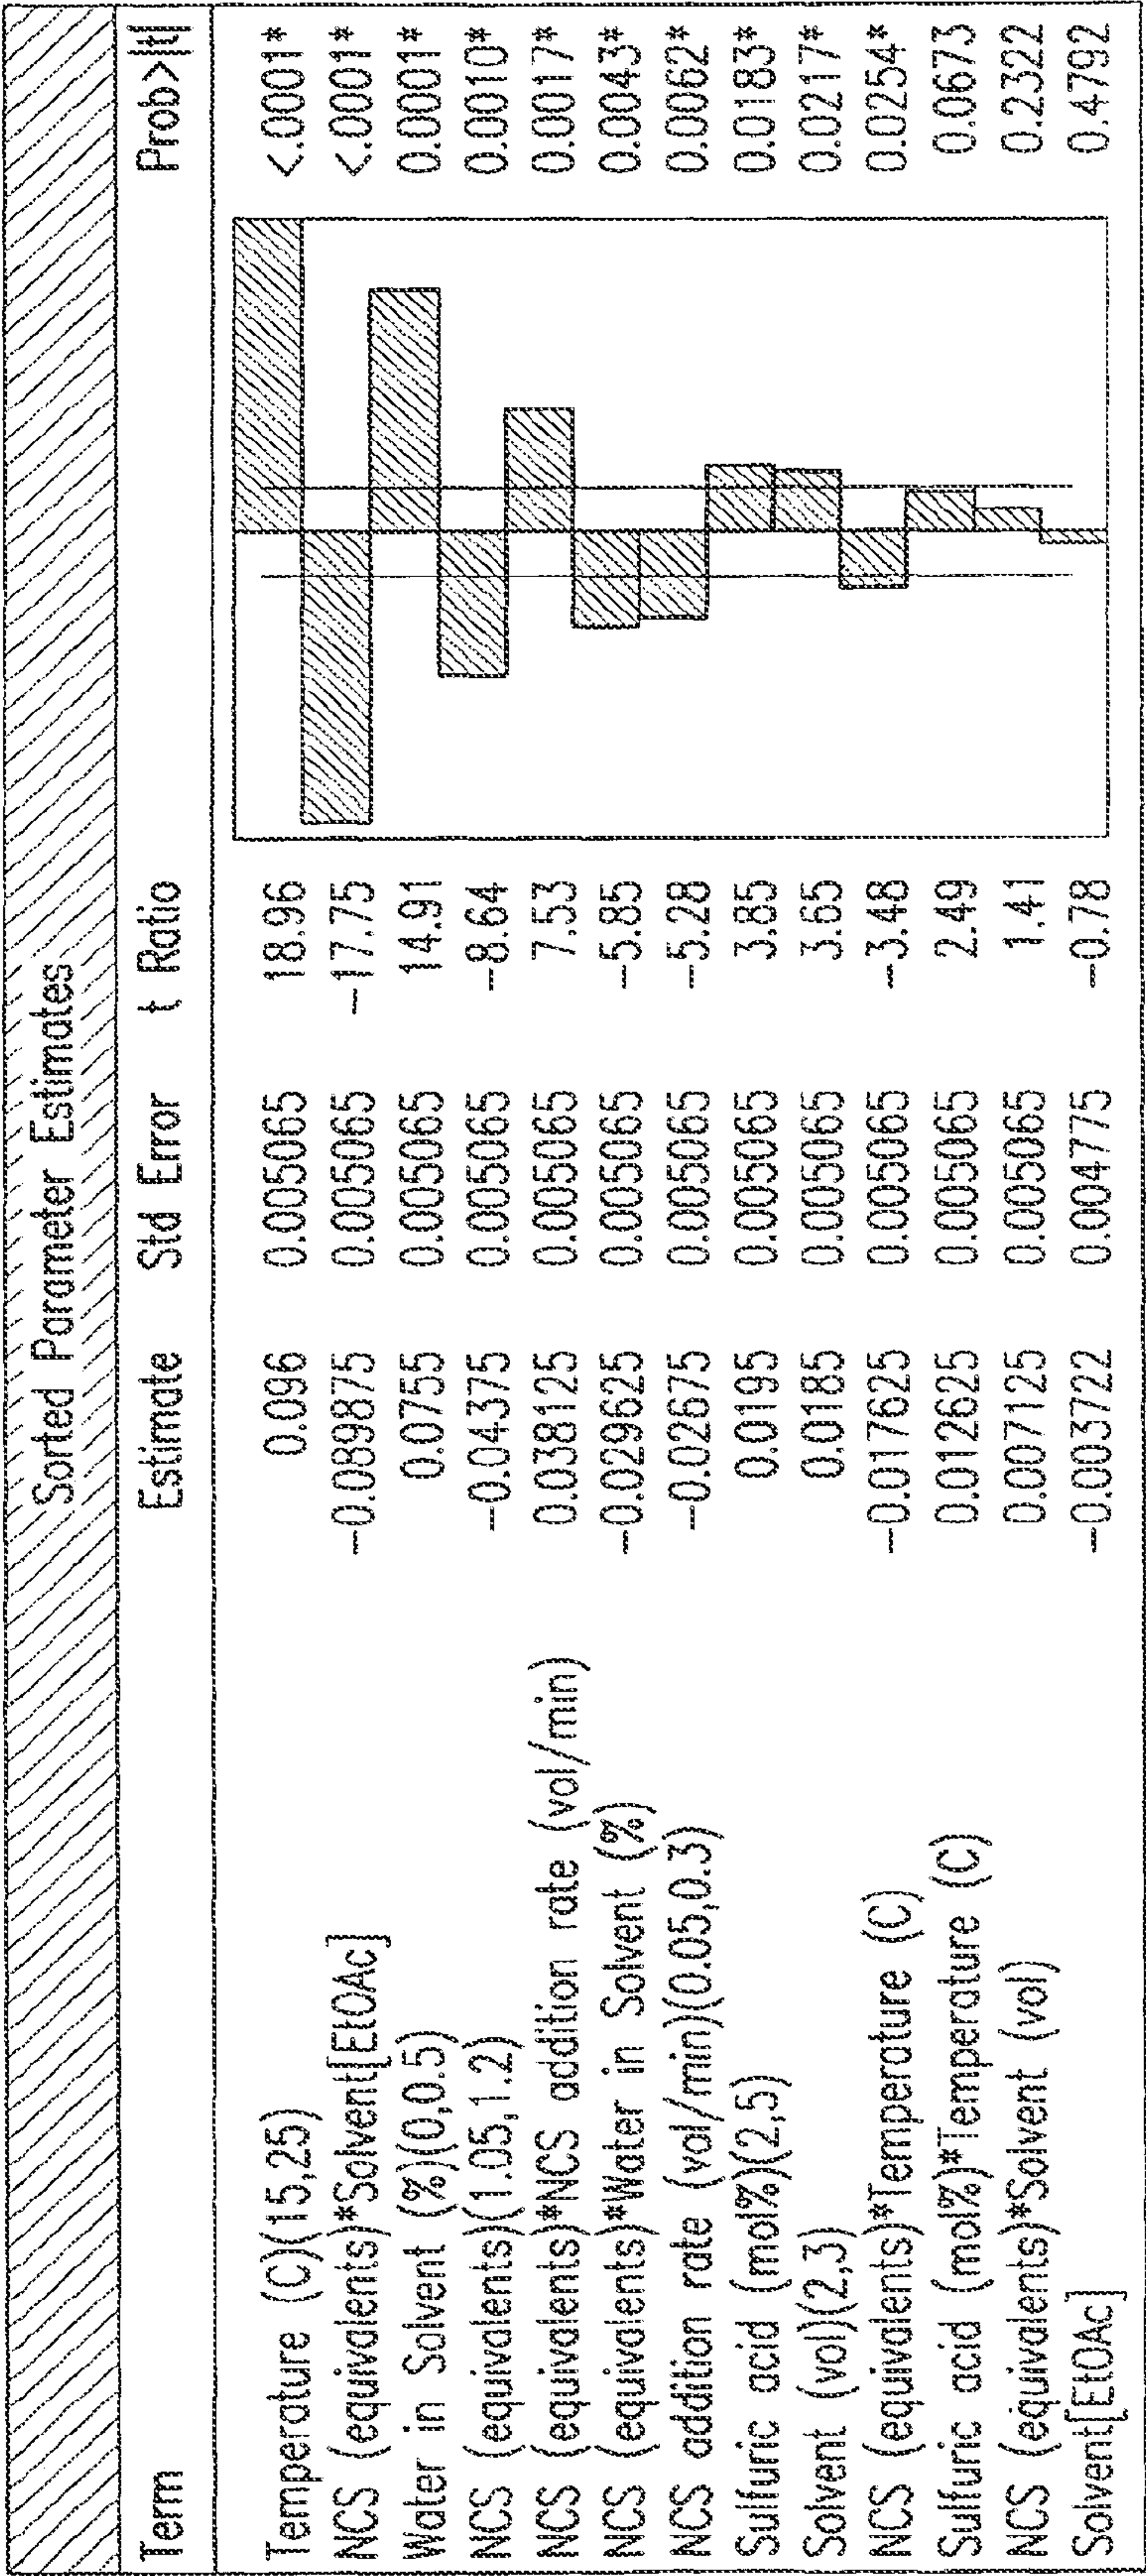 Sorted Parameter Estimates
Term Estimate Std Error t Ratio Prob>|t|
Temperature (C)(15,25) 0.096 0.005065 18.96 <.0001*
NCS (equivalents)*Solvent[EtOAc] -0.089875 0.005065 -17.75 <.0001*
Water in Solvent (%)(0,0.5) 0.0755 0.005065 14.91 0.0001*
NCS (equivalents)(1.05,1.2) -0.04375 0.005065 -8.64 0.0010*
NCS (equivalents)*NCS addition rate (vol/min) 0.038125 0.005065 7.53 0.0017*
NCS (equivalents)*Water in Solvent (%) -0.029625 0.005065 -5.85 0.0043*
NCS addition rate (vol/min)(0.05,0.3) -0.02675 0.005065 -5.28 0.0062*
Sulfuric acid (mol%)(2,5) 0.0195 0.005065 3.85 0.0183*
Solvent (vol)(2,3) 0.0185 0.005065 3.65 0.0217*
NCS (equivalents)*Temperature (C) -0.017625 0.005065 -3.48 0.0254*
Sulfuric acid (mol%)*Temperature (C) 0.012625 0.005065 2.49 0.0673
NCS (equivalents)*Solvent (vol) 0.007125 0.005065 1.41 0.2322
Solvent[EtOAc] -0.003722 0.004775 -0.78 0.4792